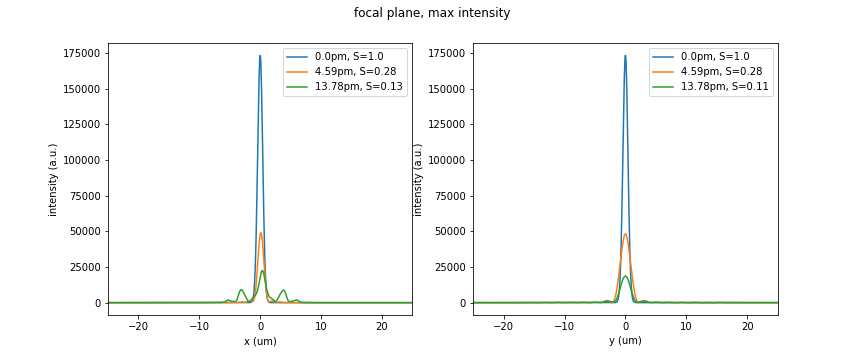 focal plane, max intensity
intensity (a.u.)
175000
150000
125000
100000
75000
50000
25000
0
0.0pm, S=1.0
4.59pm, S=0.28
13.78pm, S=0.13
−20
−10
0
10
20
x (um)
intensity (a.u.)
175000
150000
125000
100000
75000
50000
25000
0
0.0pm, S=1.0
4.59pm, S=0.28
13.78pm, S=0.11
−20
−10
0
10
20
y (um)